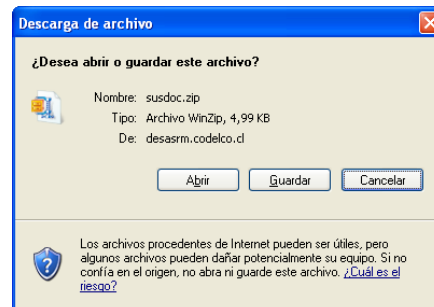 Descarga de archivo
¿Desea abrir o guardar este archivo?
Nombre: susdoc.zip
Tipo: Archivo WinZip, 4,99 KB
De: desasrm.codelco.cl
Abrir Guardar Cancelar
Los archivos procedentes de Internet pueden ser útiles, pero
algunos archivos pueden dañar potencialmente su equipo. Si no
confía en el origen, no abra ni guarde este archivo. ¿Cuál es el
riesgo?